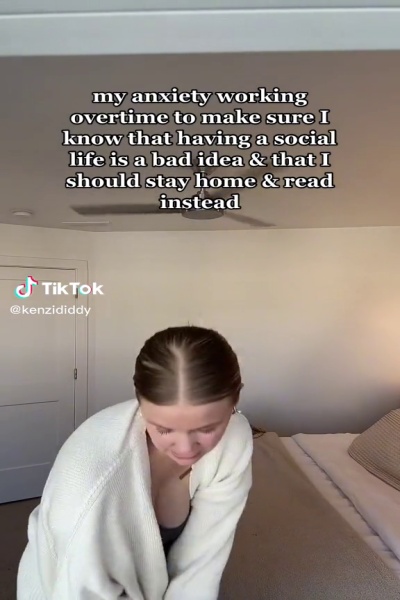 my anxiety working
overtime to make sure I
know that having a social
life is a bad idea & that I
should stay home & read
instead
TikTok
@kenzididdy